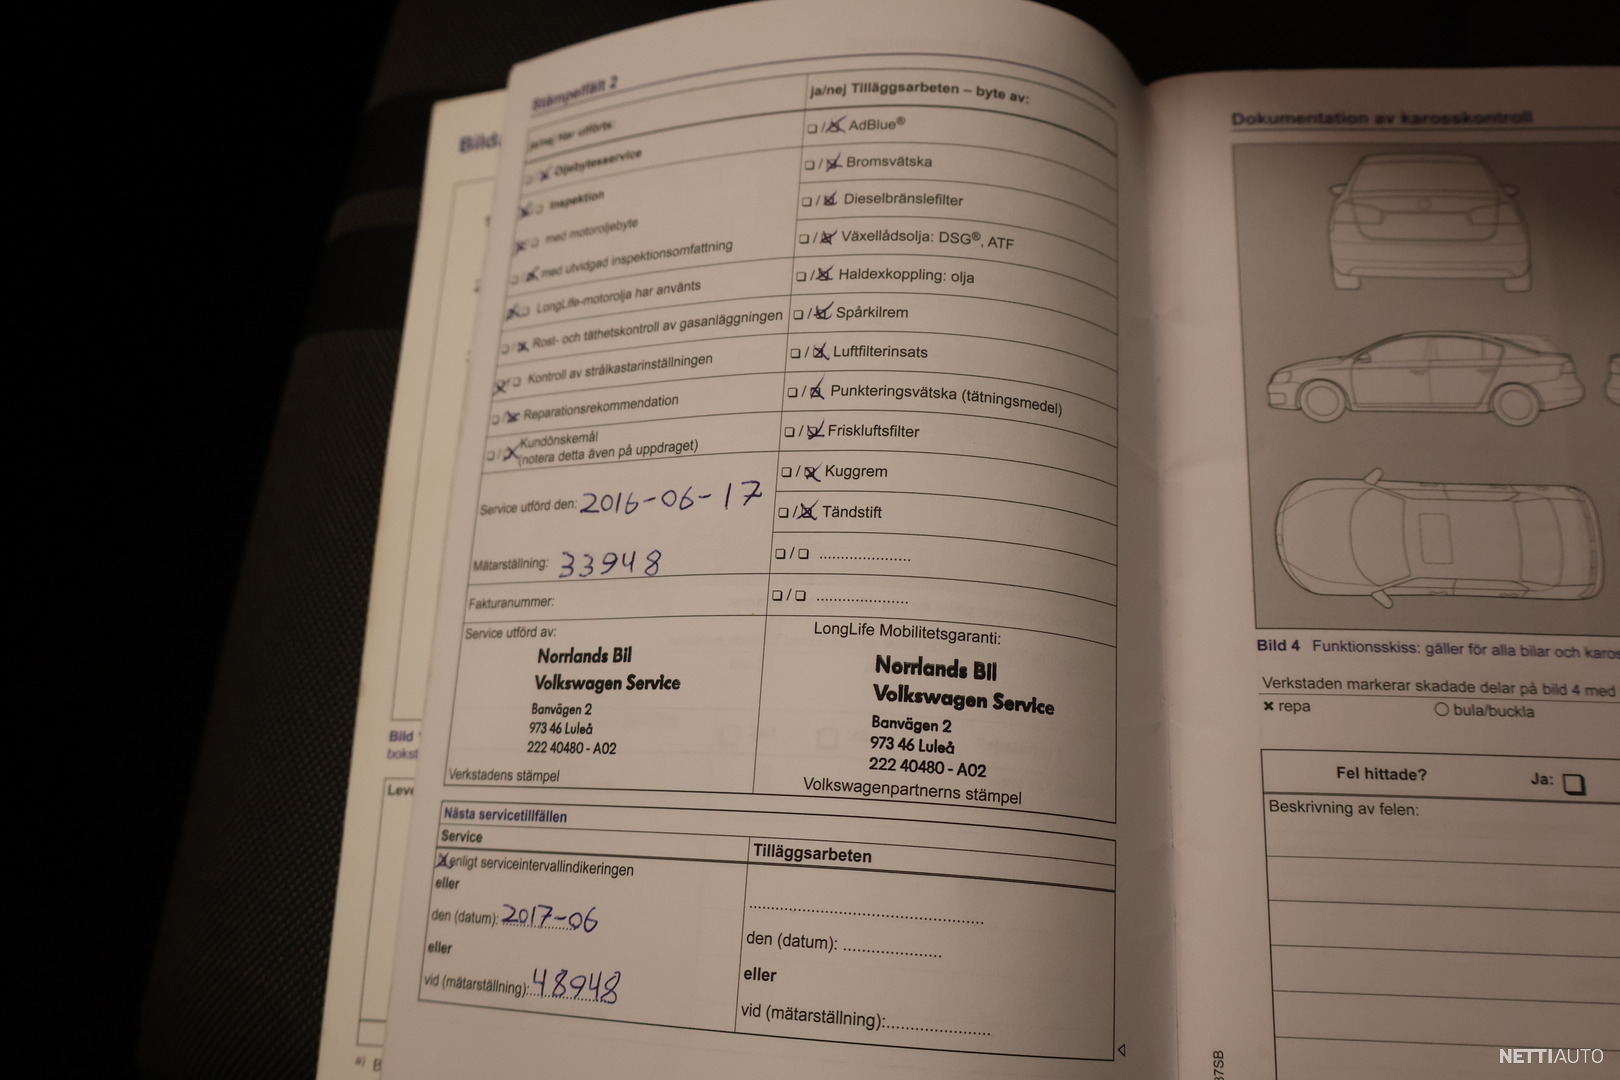 Stämpelfält 2
ja/nej Har utförts:
Oljebytesservice
Inspektion
med motoroljebyte
med utvidgad inspektionsomfattning
LongLife-motorolja har använts
Rost- och täthetskontroll av gasanläggningen
Kontroll av strålkastarinställningen
Reparationsrekommendation
Kundönskemål
(notera detta även på uppdraget)
Service utförd den: 2016-06-17
Mätarställning: 33948
Fakturanummer:
Service utförd av:
Norrlands Bil
Volkswagen Service
Banvägen 2
973 46 Luleå
222 40480 - A02
Verkstadens stämpel
ja/nej Tilläggsarbeten – byte av:
AdBlue®
Bromsvätska
Dieselbränslefilter
Växellådsolja: DSG®, ATF
Haldexkoppling: olja
Spårkilrem
Luftfilterinsats
Punkteringsvätska (tätningsmedel)
Friskluftsfilter
Kuggrem
Tändstift
LongLife Mobilitetsgaranti:
Norrlands Bil
Volkswagen Service
Banvägen 2
973 46 Luleå
222 40480 - A02
Volkswagenpartnerns stämpel
Nästa servicetillfällen
Service
enligt serviceintervallindikeringen
eller
den (datum): 2017-06
eller
vid (mätarställning): 48948
Tilläggsarbeten
den (datum):
eller
vid (mätarställning):
Dokumentation av karosskontroll
Bild 4 Funktionsskiss: gäller för alla bilar och
Verkstaden markerar skadade delar på bild 4 med
repa
bula/buckla
Fel hittade?
Ja:
Beskrivning av felen:
NETTIAUTO